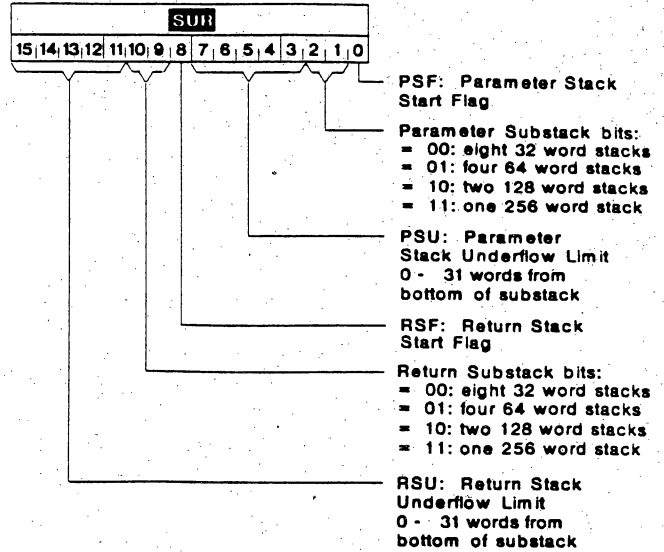 SUR
15 14 13 12 11 10 9 8 7 6 5 4 3 2 1 0
PSF: Parameter Stack
Start Flag
Parameter Substack bits:
= 00: eight 32 word stacks
= 01: four 64 word stacks
= 10: two 128 word stacks
= 11: one 256 word stack
PSU: Parameter
Stack Underflow Limit
0 - 31 words from
bottom of substack
RSF: Return Stack
Start Flag
Return Substack bits:
= 00: eight 32 word stacks
= 01: four 64 word stacks
= 10: two 128 word stacks
= 11: one 256 word stack
RSU: Return Stack
Underflow Limit
0 - 31 words from
bottom of substack